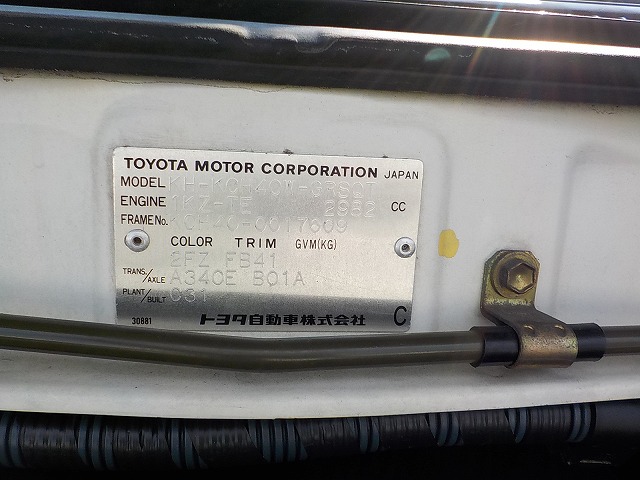 TOYOTA MOTOR CORPORATION JAPAN
MODEL KH-KCH40W-GRSQT
ENGINE 1KZ-TE 2982 CC
FRAME No. KCH40-0017609
COLOR TRIM GVM(KG)
2FZ FB41
TRANS/AXLE A340E B01A
PLANT/BUILT C31
30881 トヨタ自動車株式会社 C